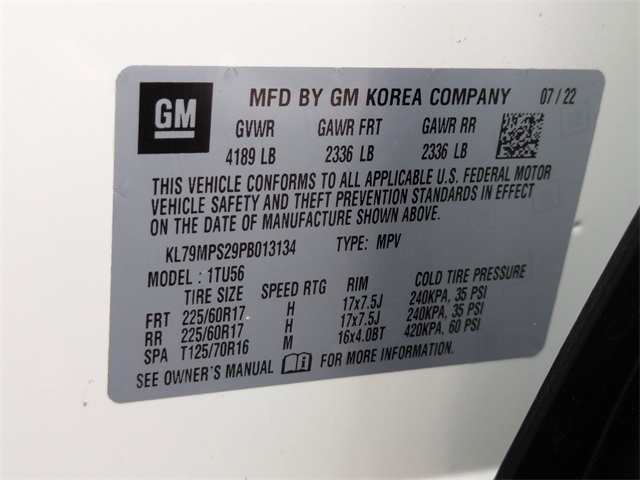 GM
MFD BY GM KOREA COMPANY 07/22
GVWR GAWR FRT GAWR RR
4189 LB 2336 LB 2336 LB
THIS VEHICLE CONFORMS TO ALL APPLICABLE U.S. FEDERAL MOTOR
VEHICLE SAFETY AND THEFT PREVENTION STANDARDS IN EFFECT
ON THE DATE OF MANUFACTURE SHOWN ABOVE.
KL79MPS29PB013134 TYPE: MPV
MODEL: 1TU56
TIRE SIZE SPEED RTG RIM COLD TIRE PRESSURE
FRT 225/60R17 H 17x7.5J 240KPA, 35 PSI
RR 225/60R17 H 17x7.5J 240KPA, 35 PSI
SPA T125/70R16 M 16x4.0BT 420KPA, 60 PSI
SEE OWNER'S MANUAL FOR MORE INFORMATION.